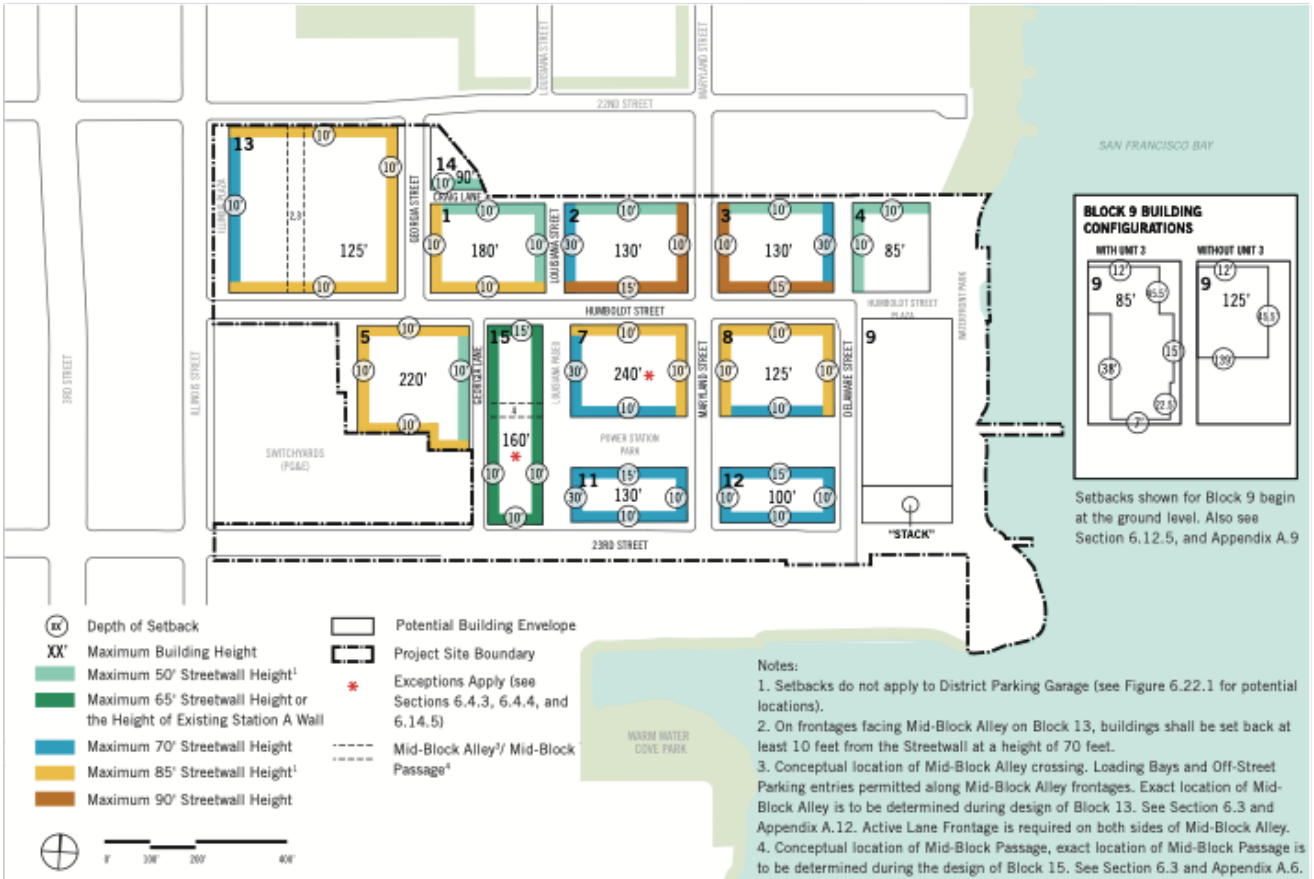 LOUISIANA STREET
MARYLAND STREET
22ND STREET
SAN FRANCISCO BAY
13
10'
10'
10'
2,3
125'
10'
ILLINOIS PLAZA
GEORGIA STREET
14
90'
10'
CRAIG LANE
1
10'
10'
180'
10'
10'
LOUISIANA STREET
2
10'
30'
130'
10'
15'
3
10'
10'
130'
30'
15'
4
10'
10'
85'
HUMBOLDT STREET
PLAZA
WATERFRONT PARK
HUMBOLDT STREET
3RD STREET
ILLINOIS STREET
5
10'
10'
220'
10'
10'
GEORGIA LANE
15
15'
4
160'
*
10'
10'
10'
LOUISIANA PASEO
7
10'
30'
240' *
10'
10'
MARYLAND STREET
8
10'
10'
125'
10'
10'
DELAWARE STREET
9
SWITCHYARDS
(PG&E)
POWER STATION
PARK
11
15'
30'
130'
10'
10'
12
15'
10'
100'
10'
10'
"STACK"
23RD STREET
BLOCK 9 BUILDING
CONFIGURATIONS
WITH UNIT 3
WITHOUT UNIT 3
9
12'
85'
38'
15'
22.5'
7'
9
12'
125'
139'
Setbacks shown for Block 9 begin
at the ground level. Also see
Section 6.12.5, and Appendix A.9
XX' Depth of Setback
XX' Maximum Building Height
Maximum 50' Streetwall Height¹
Maximum 65' Streetwall Height or
the Height of Existing Station A Wall
Maximum 70' Streetwall Height
Maximum 85' Streetwall Height¹
Maximum 90' Streetwall Height
0' 100' 200' 400'
Potential Building Envelope
Project Site Boundary
* Exceptions Apply (see
Sections 6.4.3, 6.4.4, and
6.14.5)
Mid-Block Alley³/ Mid-Block
Passage⁴
WARM WATER
COVE PARK
Notes:
1. Setbacks do not apply to District Parking Garage (see Figure 6.22.1 for potential
locations).
2. On frontages facing Mid-Block Alley on Block 13, buildings shall be set back at
least 10 feet from the Streetwall at a height of 70 feet.
3. Conceptual location of Mid-Block Alley crossing. Loading Bays and Off-Street
Parking entries permitted along Mid-Block Alley frontages. Exact location of Mid-
Block Alley is to be determined during design of Block 13. See Section 6.3 and
Appendix A.12. Active Lane Frontage is required on both sides of Mid-Block Alley.
4. Conceptual location of Mid-Block Passage, exact location of Mid-Block Passage is
to be determined during the design of Block 15. See Section 6.3 and Appendix A.6.